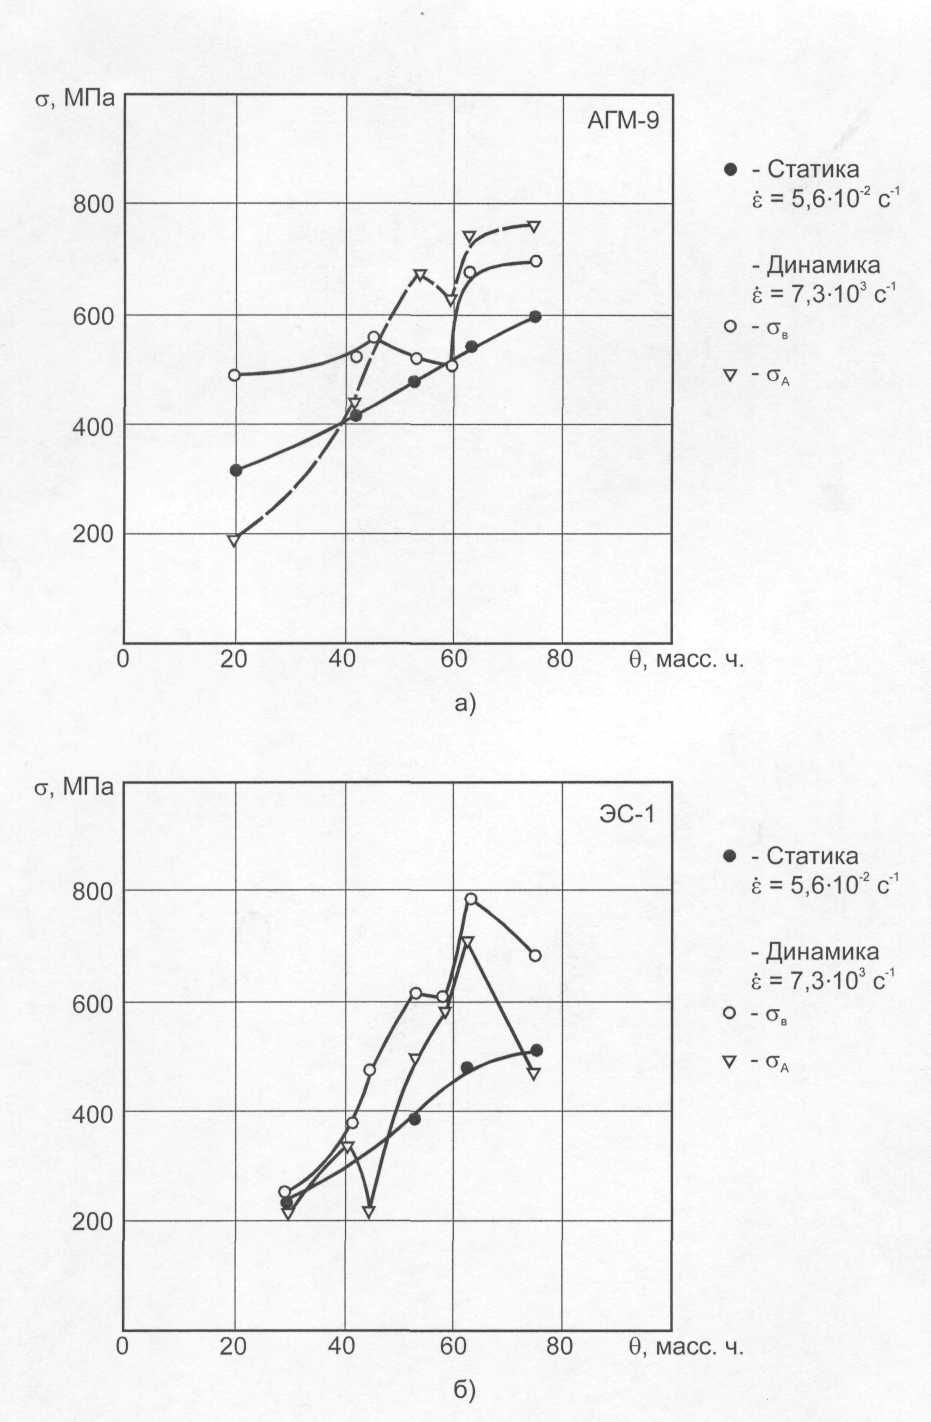 σ, МПа
АГМ-9
- Статика
ε̇ = 5,6·10⁻² с⁻¹
800
- Динамика
ε̇ = 7,3·10³ с⁻¹
600
- σв
- σА
400
200
0 20 40 60 80 θ, масс. ч.
а)
σ, МПа
ЭС-1
- Статика
ε̇ = 5,6·10⁻² с⁻¹
800
- Динамика
ε̇ = 7,3·10³ с⁻¹
600
- σв
- σА
400
200
0 20 40 60 80 θ, масс. ч.
б)